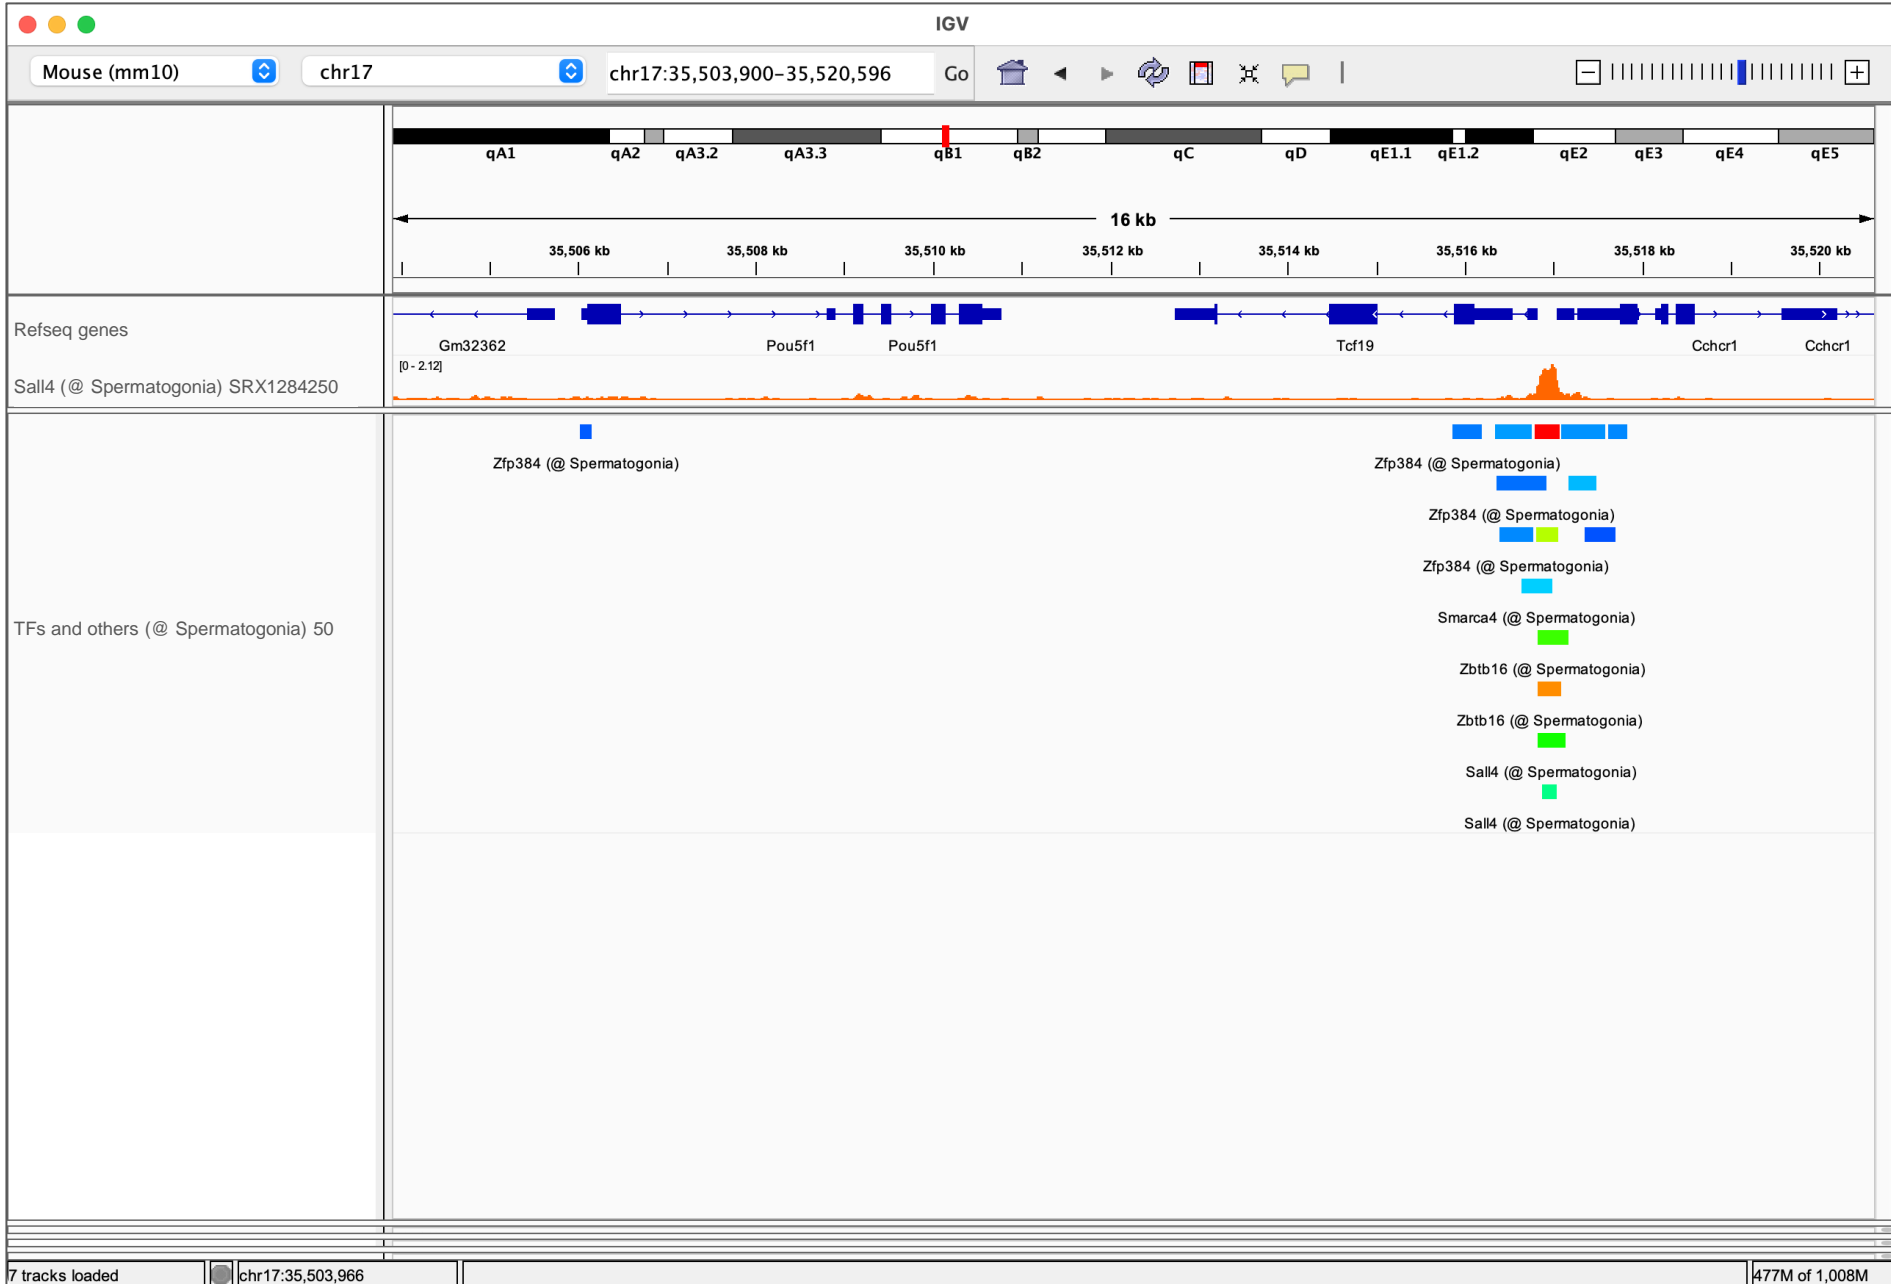 IGV
Mouse (mm10) chr17 chr17:35,503,900-35,520,596 Go
qA1 qA2 qA3.2 qA3.3 qB1 qB2 qC qD qE1.1 qE1.2 qE2 qE3 qE4 qE5
16 kb
35,506 kb 35,508 kb 35,510 kb 35,512 kb 35,514 kb 35,516 kb 35,518 kb 35,520 kb
Refseq genes
Gm32362 Pou5f1 Pou5f1 Tcf19 Cchcr1 Cchcr1
[0 - 2.12]
Sall4 (@ Spermatogonia) SRX1284250
Zfp384 (@ Spermatogonia) Zfp384 (@ Spermatogonia)
Zfp384 (@ Spermatogonia)
Zfp384 (@ Spermatogonia)
Smarca4 (@ Spermatogonia)
TFs and others (@ Spermatogonia) 50
Zbtb16 (@ Spermatogonia)
Zbtb16 (@ Spermatogonia)
Sall4 (@ Spermatogonia)
Sall4 (@ Spermatogonia)
7 tracks loaded chr17:35,503,966 477M of 1,008M